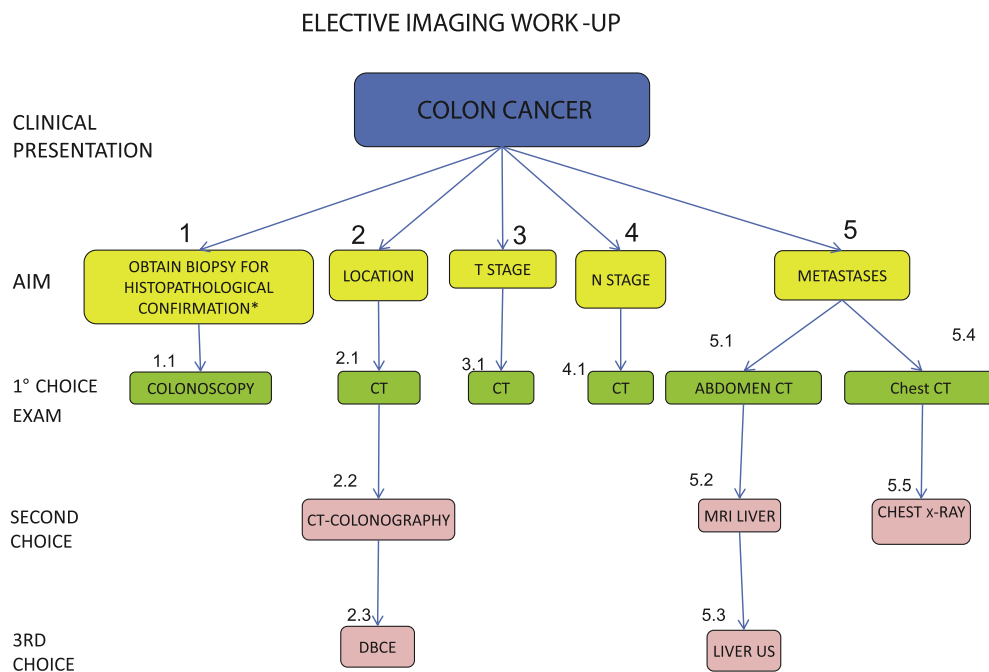 ELECTIVE IMAGING WORK -UP
CLINICAL
PRESENTATION
COLON CANCER
1
2
3
4
5
AIM
OBTAIN BIOPSY FOR
HISTOPATHOLOGICAL
CONFIRMATION*
LOCATION
T STAGE
N STAGE
METASTASES
1.1
2.1
3.1
4.1
5.1
5.4
1° CHOICE
EXAM
COLONOSCOPY
CT
CT
CT
ABDOMEN CT
Chest CT
2.2
5.2
5.5
SECOND
CHOICE
CT-COLONOGRAPHY
MRI LIVER
CHEST x-RAY
2.3
5.3
3RD
CHOICE
DBCE
LIVER US